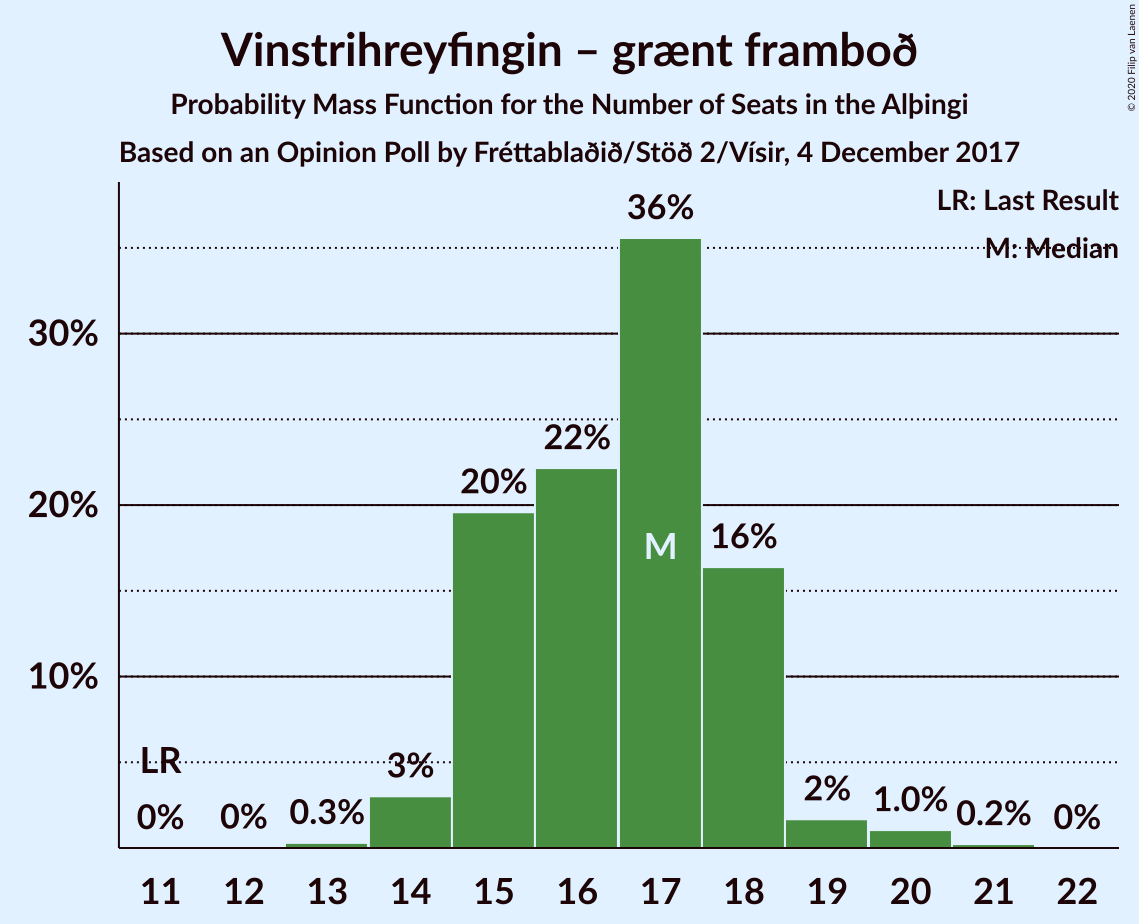 Vinstrihreyfingin – grænt framboð
Probability Mass Function for the Number of Seats in the Alþingi
Based on an Opinion Poll by Fréttablaðið/Stöð 2/Vísir, 4 December 2017
© 2020 Filip van Laenen
LR: Last Result
M: Median
30%
20%
10%
LR
0%
0%
0.3%
3%
20%
22%
36%
M
16%
2%
1.0%
0.2%
0%
11 12 13 14 15 16 17 18 19 20 21 22